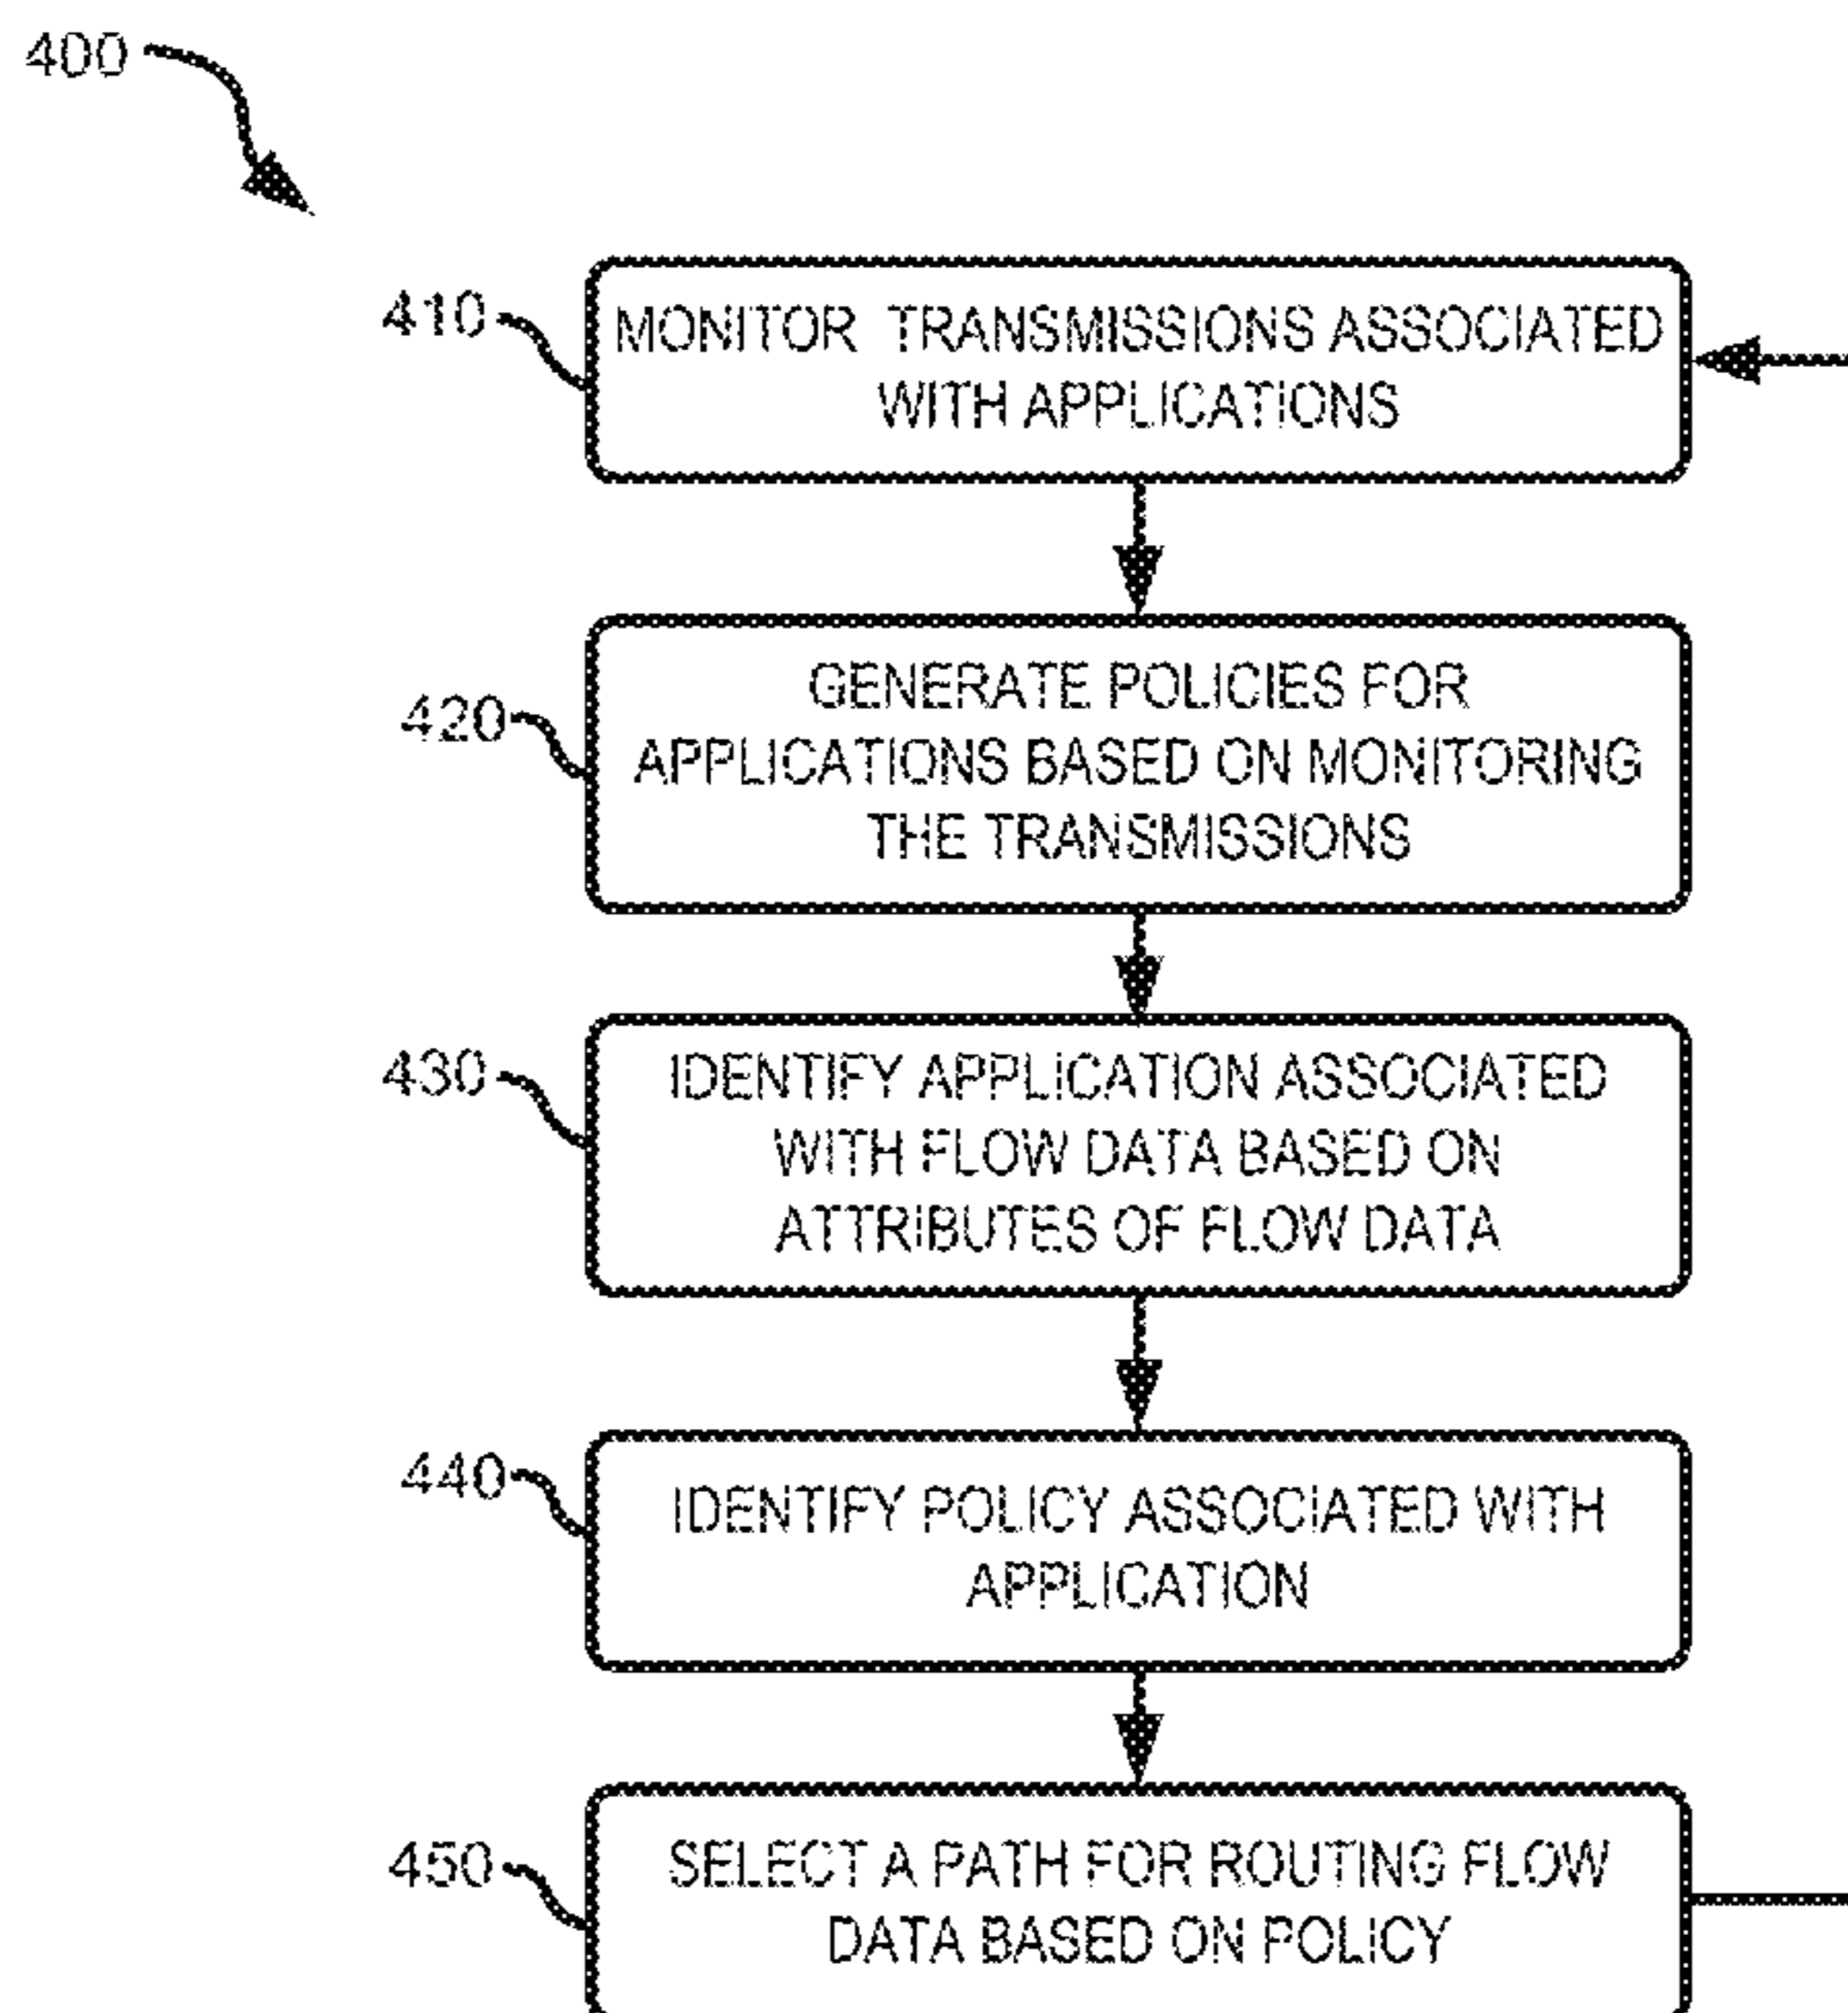 400
410
MONITOR TRANSMISSIONS ASSOCIATED
WITH APPLICATIONS
420
GENERATE POLICIES FOR
APPLICATIONS BASED ON MONITORING
THE TRANSMISSIONS
430
IDENTIFY APPLICATION ASSOCIATED
WITH FLOW DATA BASED ON
ATTRIBUTES OF FLOW DATA
440
IDENTIFY POLICY ASSOCIATED WITH
APPLICATION
450
SELECT A PATH FOR ROUTING FLOW
DATA BASED ON POLICY